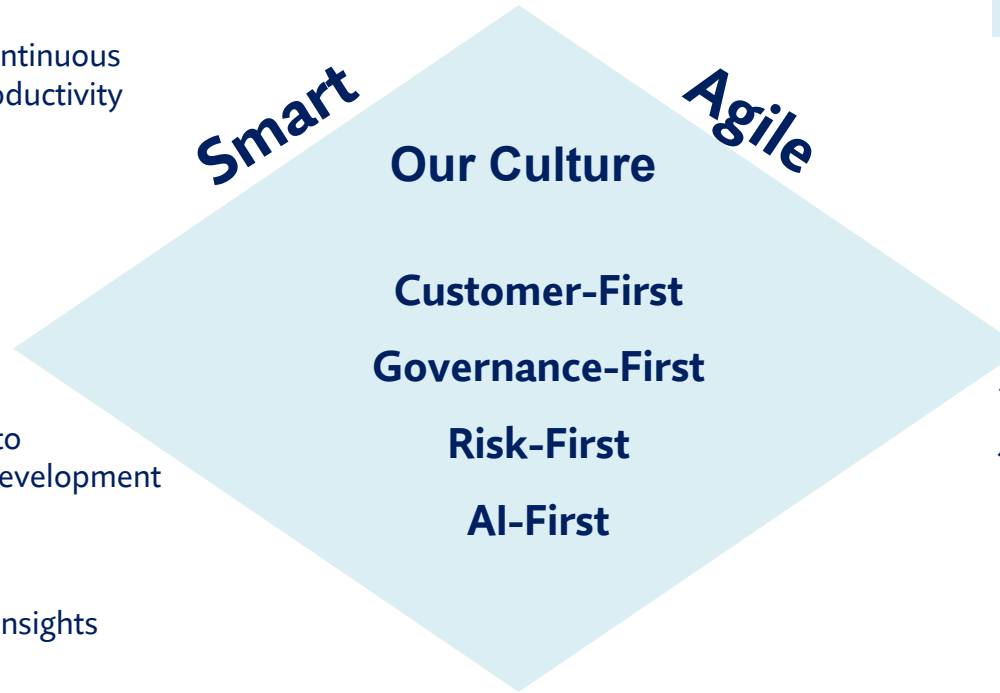 Smart
Agile
Our Culture
Customer-First
Governance-First
Risk-First
AI-First
ntinuous
oductivity
to
evelopment
nsights